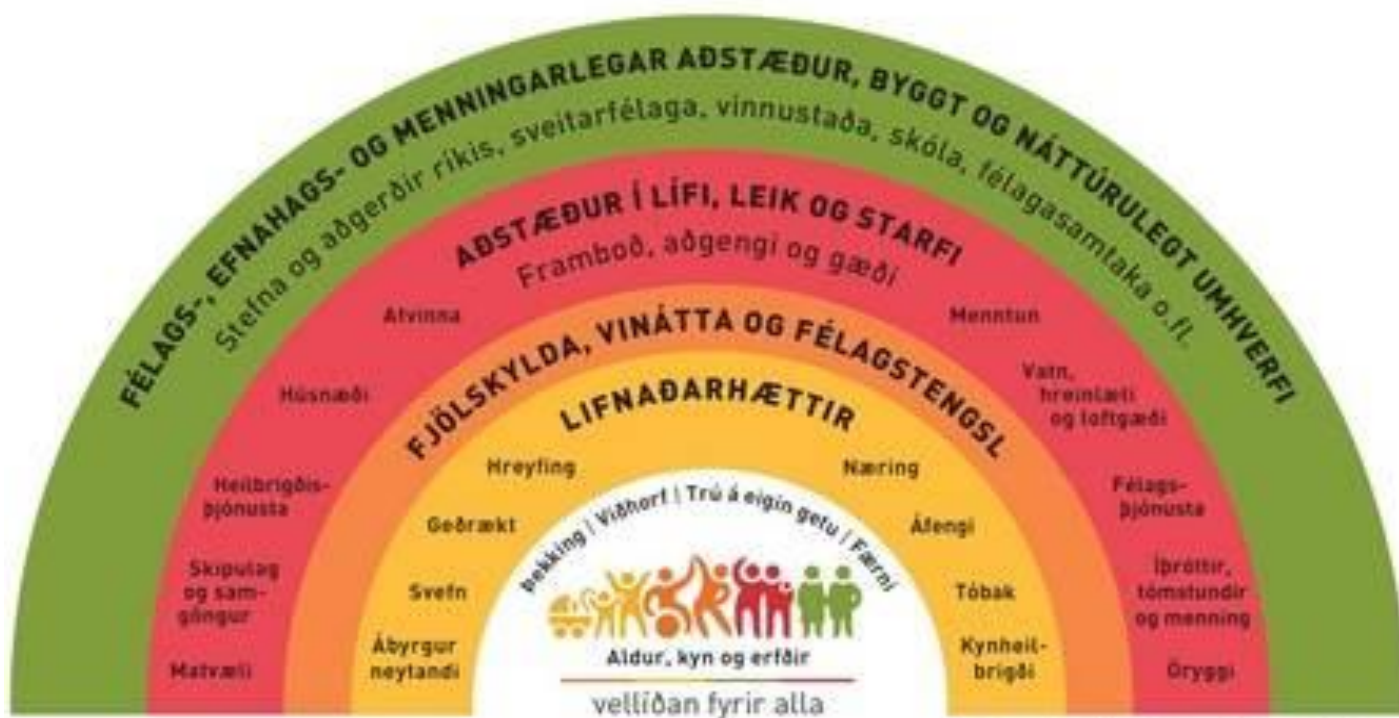 FÉLAGS-, EFNAHAGS- OG MENNINGARLEGAR AÐSTÆÐUR, BYGGT OG NÁTTÚRULEGT UMHVERFI
Stefna og aðgerðir ríkis, sveitarfélaga, vinnustaða, skóla, félagasamtaka o.fl.
AÐSTÆÐUR Í LÍFI, LEIK OG STARFI
Framboð, aðgengi og gæði
Atvinna
Húsnæði
Heilbrigðis-
þjónusta
Skipulag
og sam-
göngur
Matvæli
Menntun
Vatn,
hreinlæti
og loftgæði
Félags-
þjónusta
Íþróttir,
tómstundir
og menning
Öryggi
FJÖLSKYLDA, VINÁTTA OG FÉLAGSTENGSL
LIFNAÐARHÆTTIR
Hreyfing
Geðrækt
Svefn
Ábyrgur
neytandi
Næring
Áfengi
Tóbak
Kynheil-
brigði
Þekking | Viðhorf | Trú á eigin getu | Færni
Aldur, kyn og erfðir
vellíðan fyrir alla